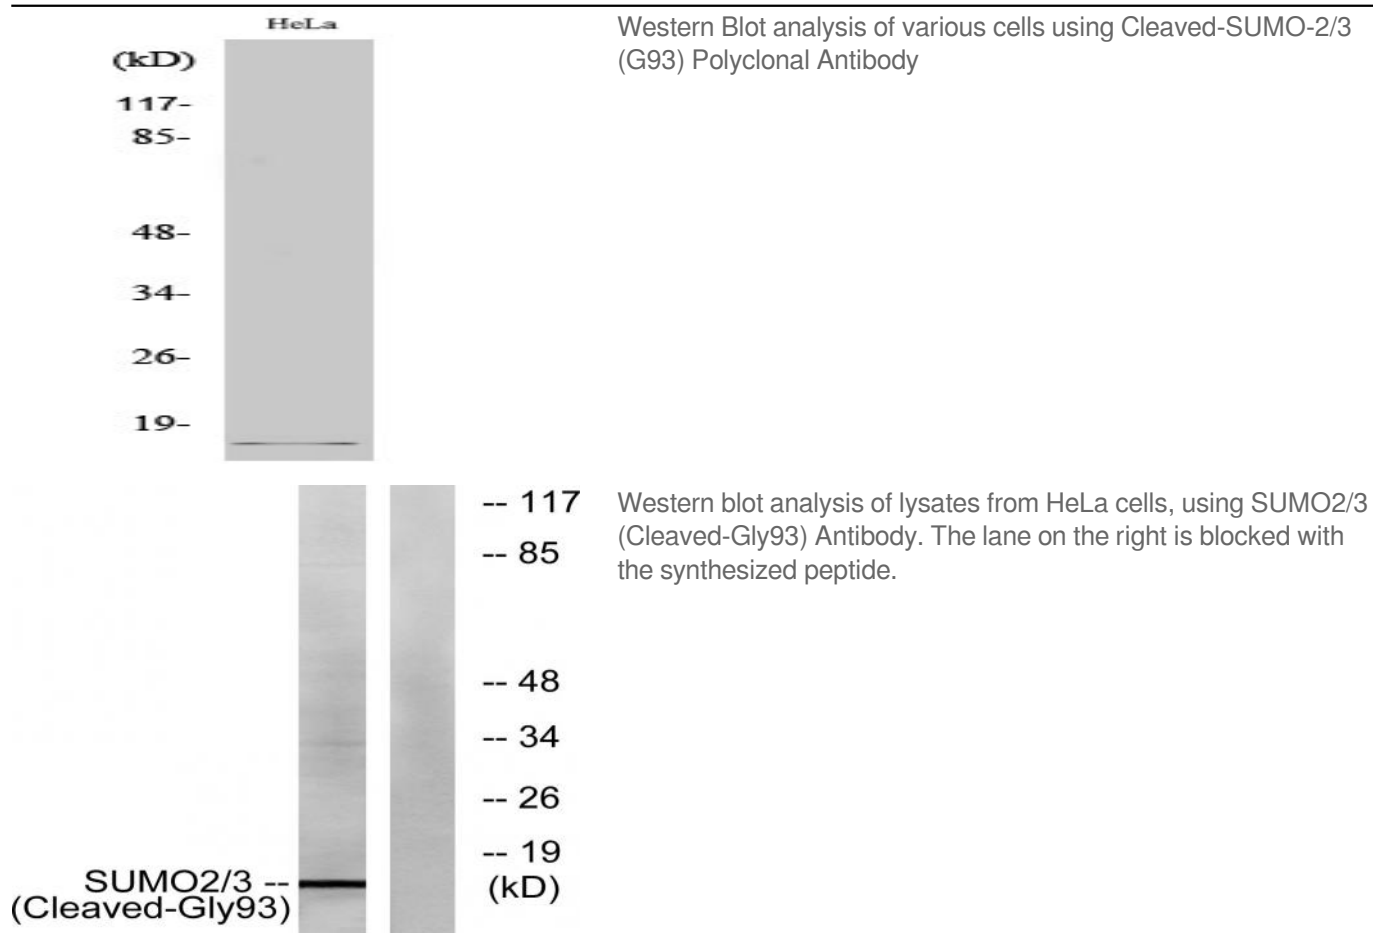 HeLa
(kD)
117-
85-
48-
34-
26-
19-
Western Blot analysis of various cells using Cleaved-SUMO-2/3
(G93) Polyclonal Antibody
-- 117
-- 85
-- 48
-- 34
-- 26
-- 19
(kD)
SUMO2/3 --
(Cleaved-Gly93)
Western blot analysis of lysates from HeLa cells, using SUMO2/3
(Cleaved-Gly93) Antibody. The lane on the right is blocked with
the synthesized peptide.